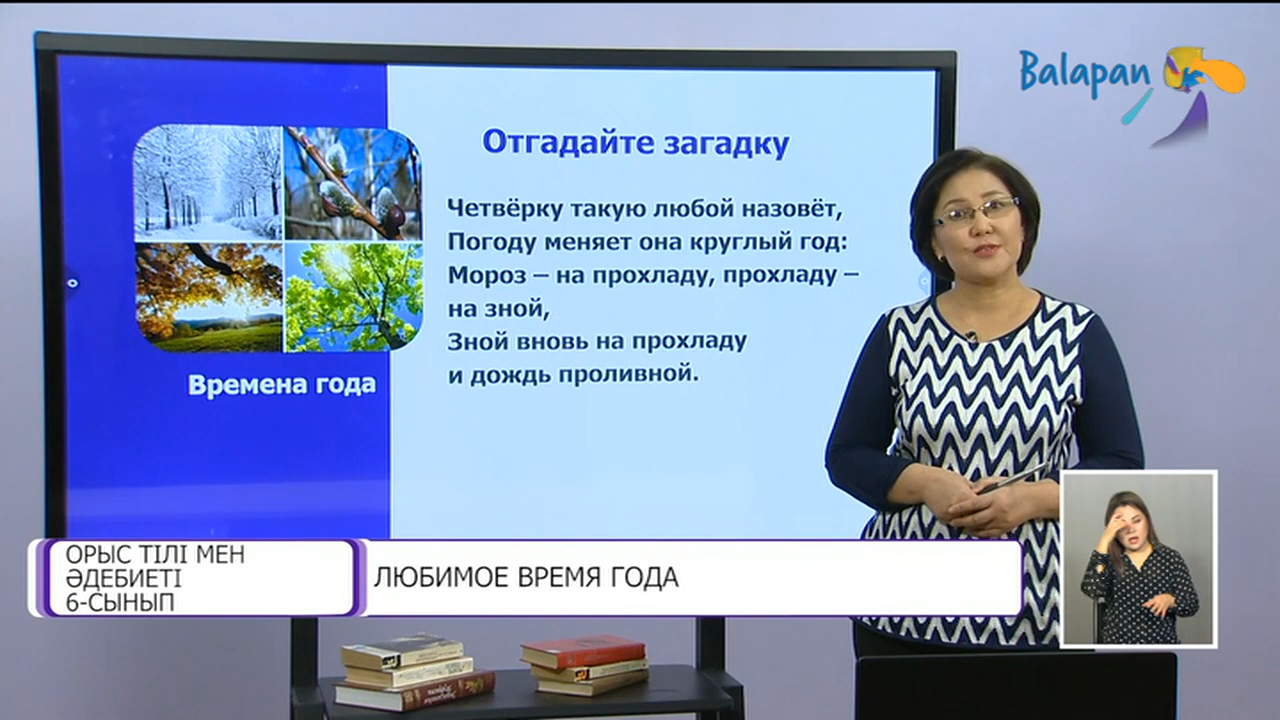 Balapan
Отгадайте загадку
Четвёрку такую любой назовёт,
Погоду меняет она круглый год:
Мороз – на прохладу, прохладу –
на зной,
Зной вновь на прохладу
и дождь проливной.
Времена года
ОРЫС ТІЛІ МЕН
ӘДЕБИЕТІ
6-СЫНЫП
ЛЮБИМОЕ ВРЕМЯ ГОДА